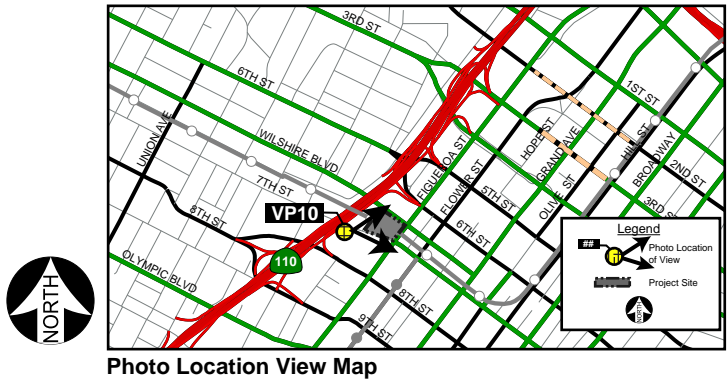 3RD ST
6TH ST
1ST ST
UNION AVE
WILSHIRE BLVD
HOPE ST
GRAND AVE
HILL ST
BROADWAY
FIGUEROA ST
2ND ST
7TH ST
FLOWER ST
5TH ST
OLIVE ST
3RD ST
8TH ST
VP10
6TH ST
Legend
##
Photo Location
of View
OLYMPIC BLVD
110
Project Site
8TH ST
9TH ST
NORTH
NORTH
Photo Location View Map